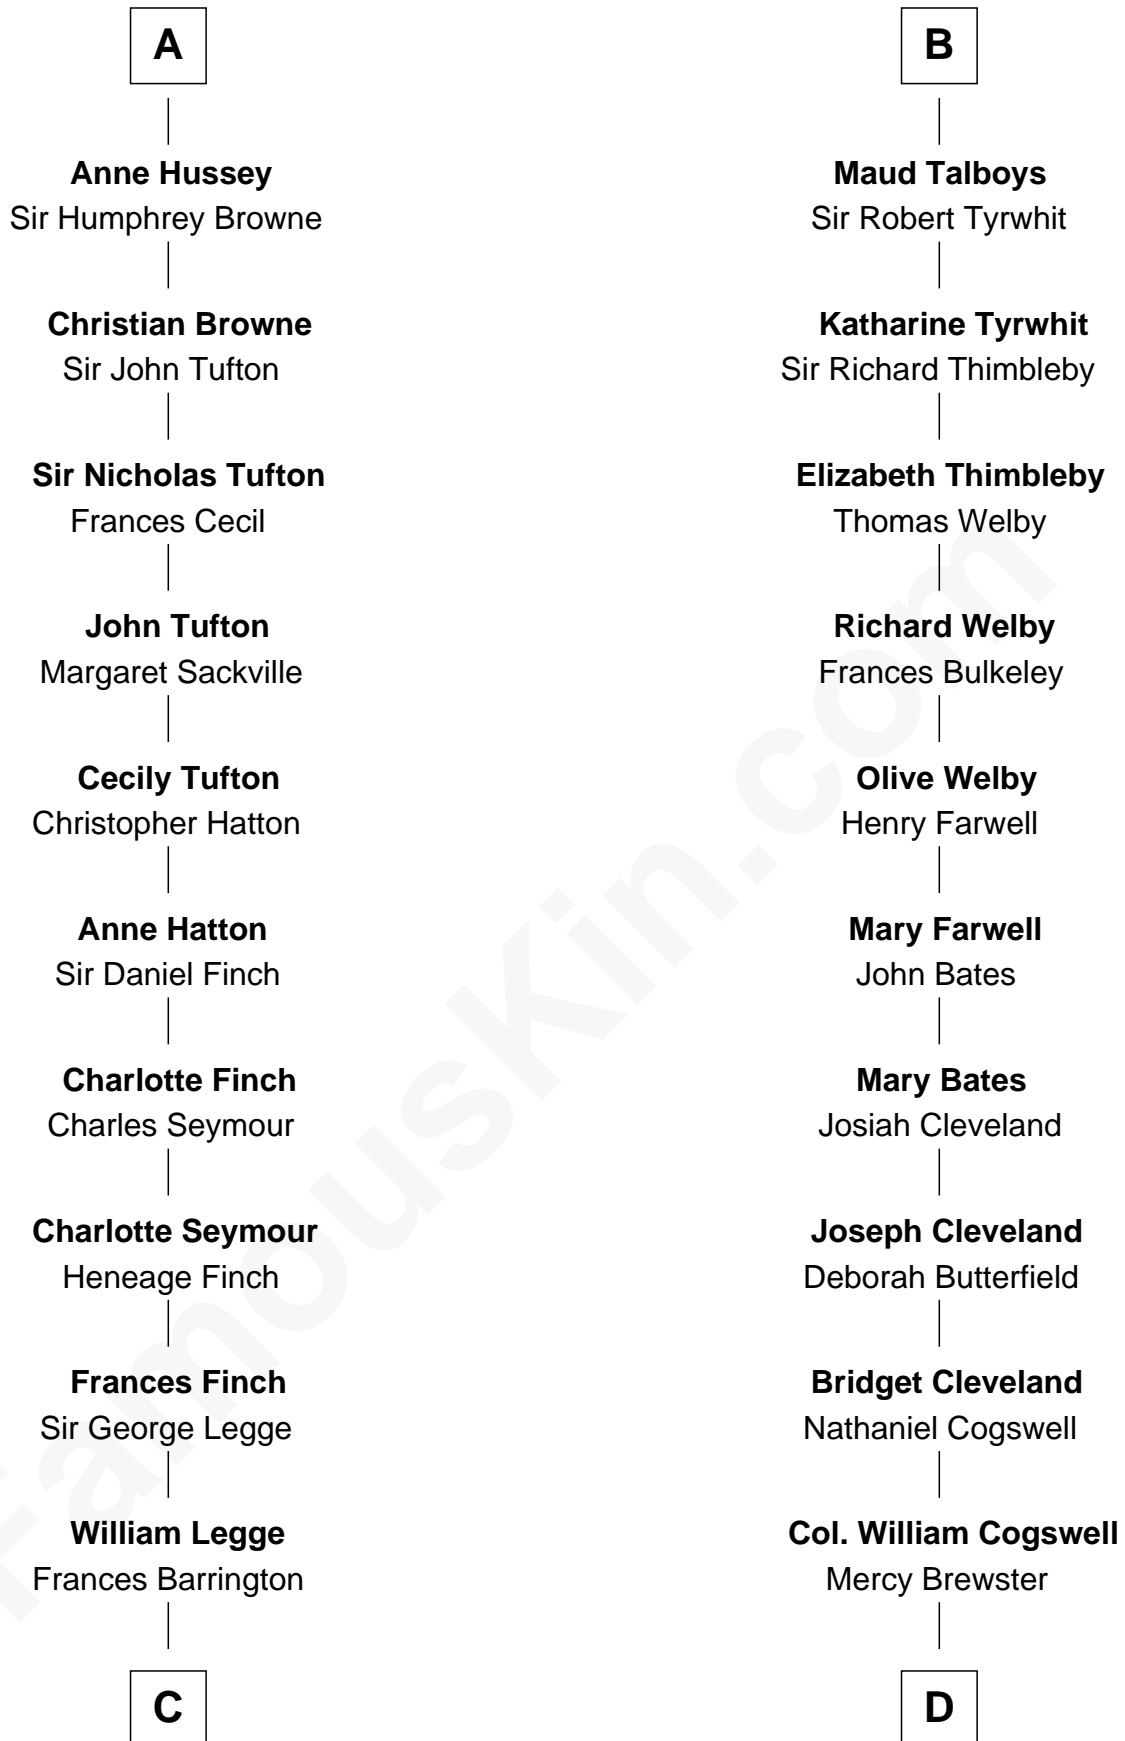 A
Anne Hussey
Sir Humphrey Browne
Christian Browne
Sir John Tufton
Sir Nicholas Tufton
Frances Cecil
John Tufton
Margaret Sackville
Cecily Tufton
Christopher Hatton
Anne Hatton
Sir Daniel Finch
Charlotte Finch
Charles Seymour
Charlotte Seymour
Heneage Finch
Frances Finch
Sir George Legge
William Legge
Frances Barrington
C
B
Maud Talboys
Sir Robert Tyrwhit
Katharine Tyrwhit
Sir Richard Thimbleby
Elizabeth Thimbleby
Thomas Welby
Richard Welby
Frances Bulkeley
Olive Welby
Henry Farwell
Mary Farwell
John Bates
Mary Bates
Josiah Cleveland
Joseph Cleveland
Deborah Butterfield
Bridget Cleveland
Nathaniel Cogswell
Col. William Cogswell
Mercy Brewster
D
FamousKin.com